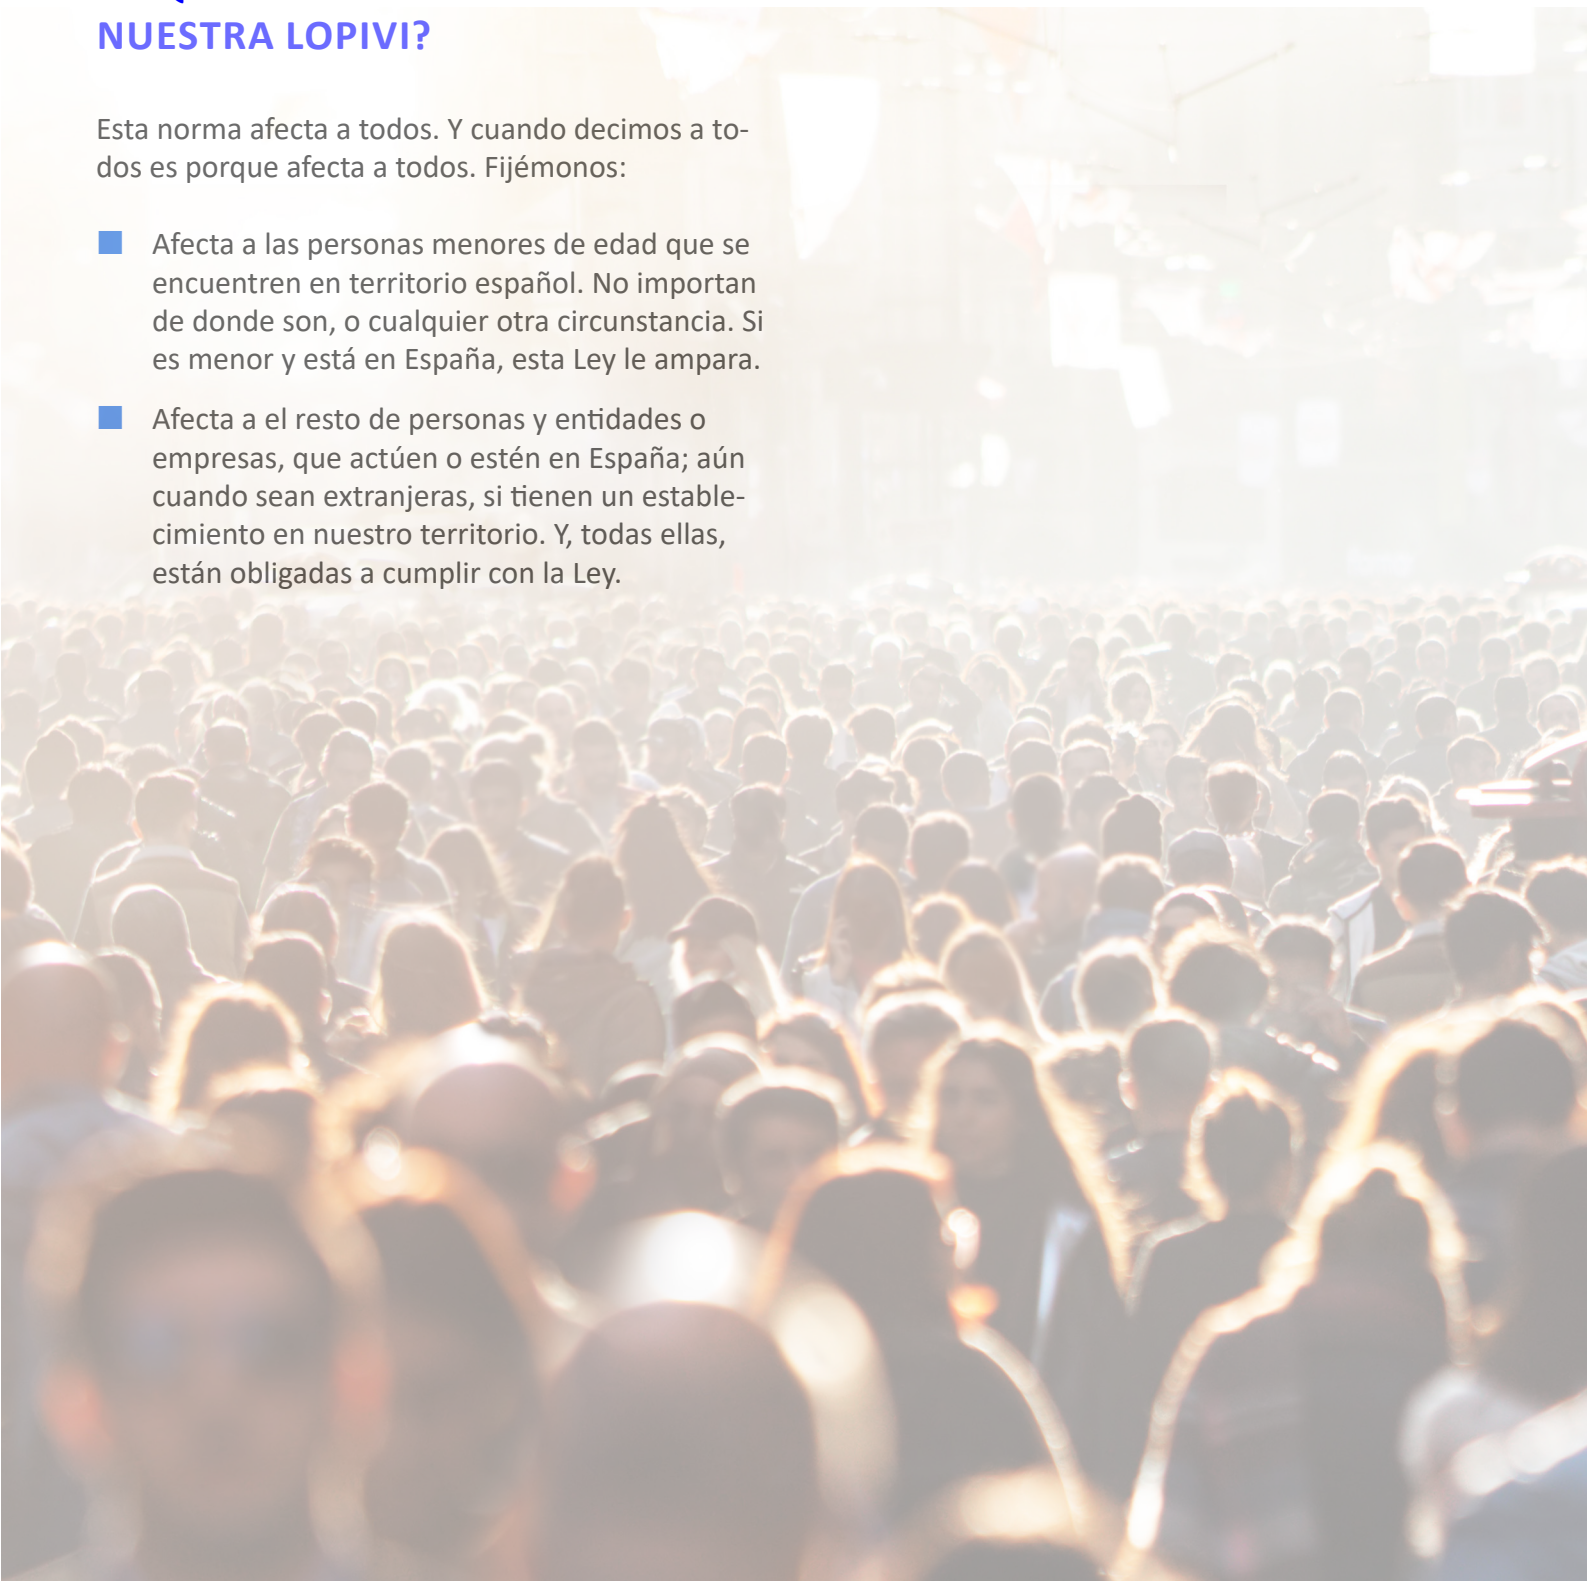 NUESTRA LOPIVI?
Esta norma afecta a todos. Y cuando decimos a to-
dos es porque afecta a todos. Fijémonos:
Afecta a las personas menores de edad que se
encuentren en territorio español. No importan
de donde son, o cualquier otra circunstancia. Si
es menor y está en España, esta Ley le ampara.
Afecta a el resto de personas y entidades o
empresas, que actúen o estén en España; aún
cuando sean extranjeras, si tienen un estable-
cimiento en nuestro territorio. Y, todas ellas,
están obligadas a cumplir con la Ley.